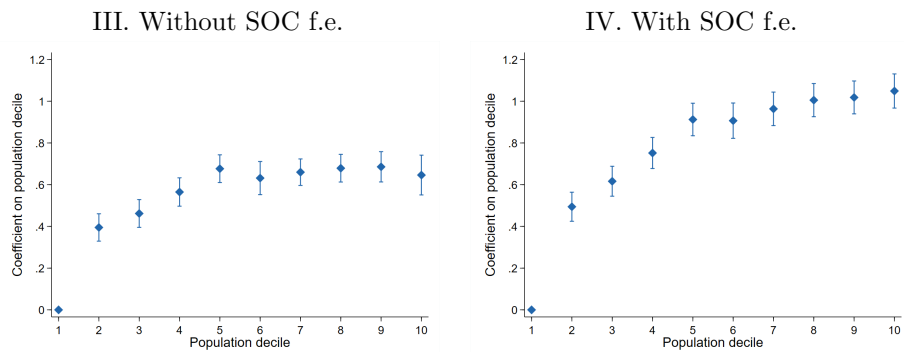 III. Without SOC f.e.
Coefficient on population decile
1.2
1
.8
.6
.4
.2
0
1 2 3 4 5 6 7 8 9 10
Population decile
IV. With SOC f.e.
Coefficient on population decile
1.2
1
.8
.6
.4
.2
0
1 2 3 4 5 6 7 8 9 10
Population decile